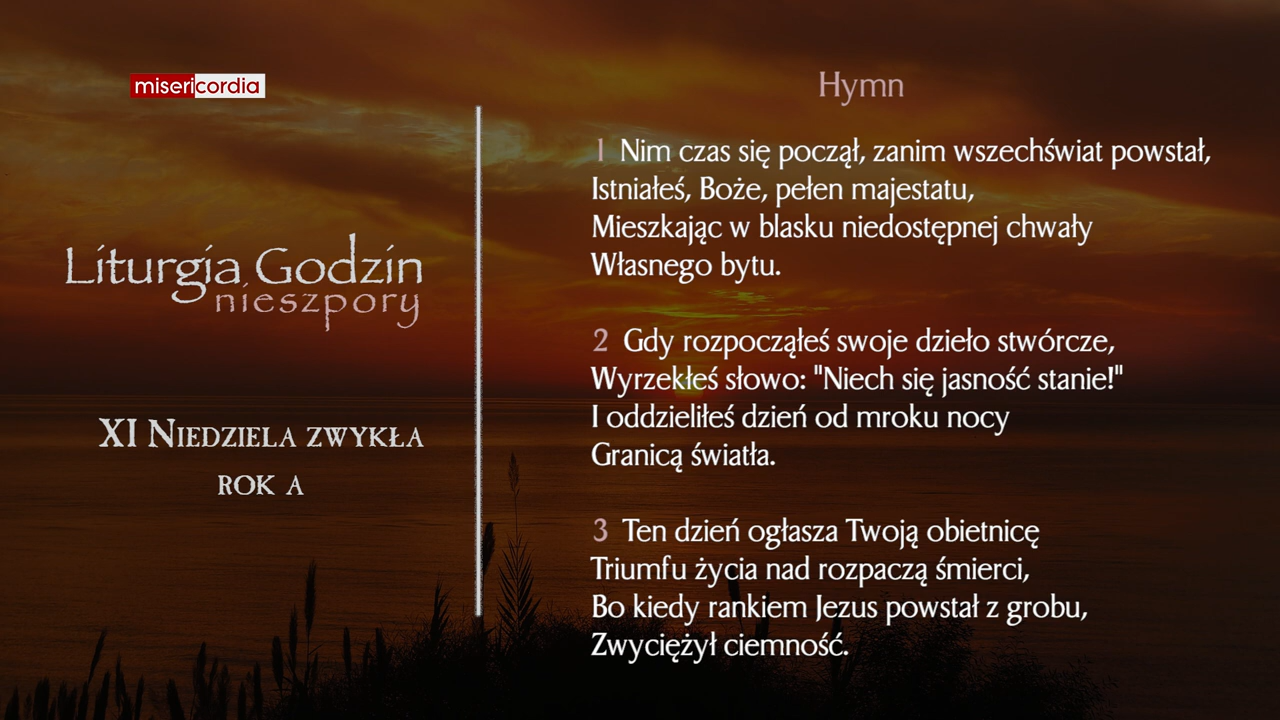 misericordia
Liturgia Godzin
nieszpory
XI Niedziela zwykła
rok A
Hymn
1 Nim czas się począł, zanim wszechświat powstał,
Istniałeś, Boże, pełen majestatu,
Mieszkając w blasku niedostępnej chwały
Własnego bytu.
2 Gdy rozpocząłeś swoje dzieło stwórcze,
Wyrzekłeś słowo: "Niech się jasność stanie!"
I oddzieliłeś dzień od mroku nocy
Granicą światła.
3 Ten dzień ogłasza Twoją obietnicę
Triumfu życia nad rozpaczą śmierci,
Bo kiedy rankiem Jezus powstał z grobu,
Zwyciężył ciemność.